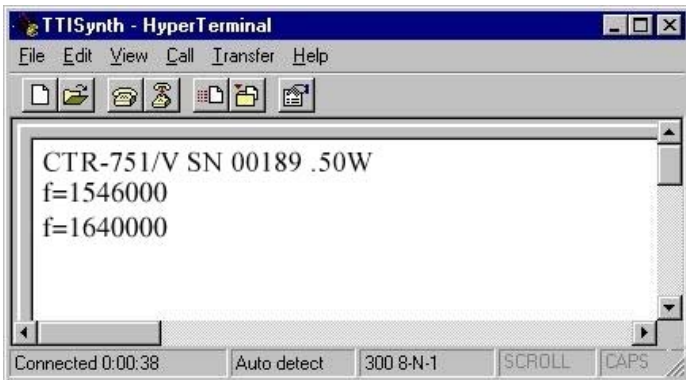 TTISynth - HyperTerminal
File Edit View Call Transfer Help
CTR-751/V SN 00189 .50W
f=1546000
f=1640000
Connected 0:00:38 Auto detect 300 8-N-1 SCROLL CAPS